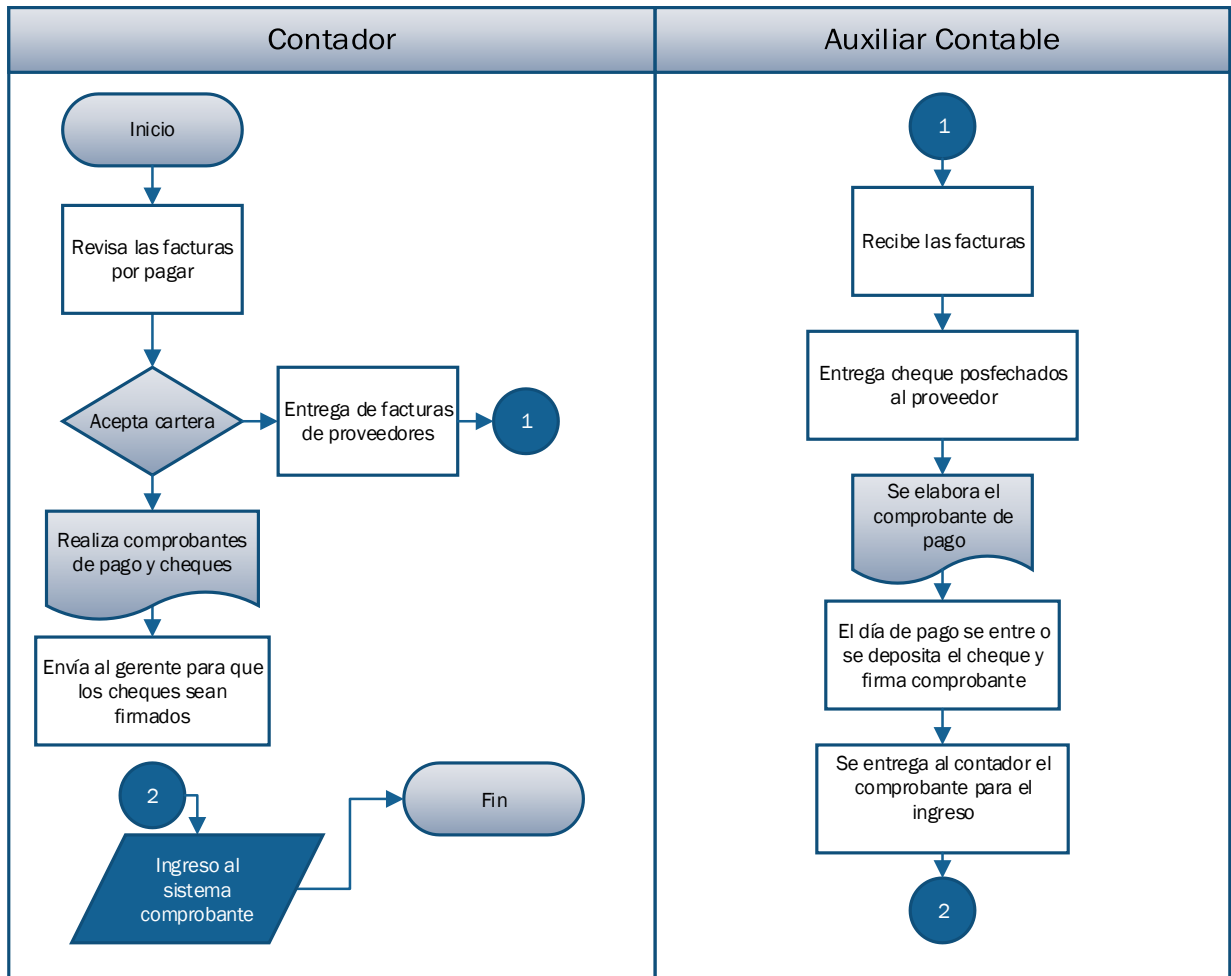 Contador
Inicio
Revisa las facturas
por pagar
Acepta cartera
Entrega de facturas
de proveedores
1
Realiza comprobantes
de pago y cheques
Envía al gerente para que
los cheques sean
firmados
2
Ingreso al
sistema
comprobante
Fin
Auxiliar Contable
1
Recibe las facturas
Entrega cheque posfechados
al proveedor
Se elabora el
comprobante de
pago
El día de pago se entre o
se deposita el cheque y
firma comprobante
Se entrega al contador el
comprobante para el
ingreso
2